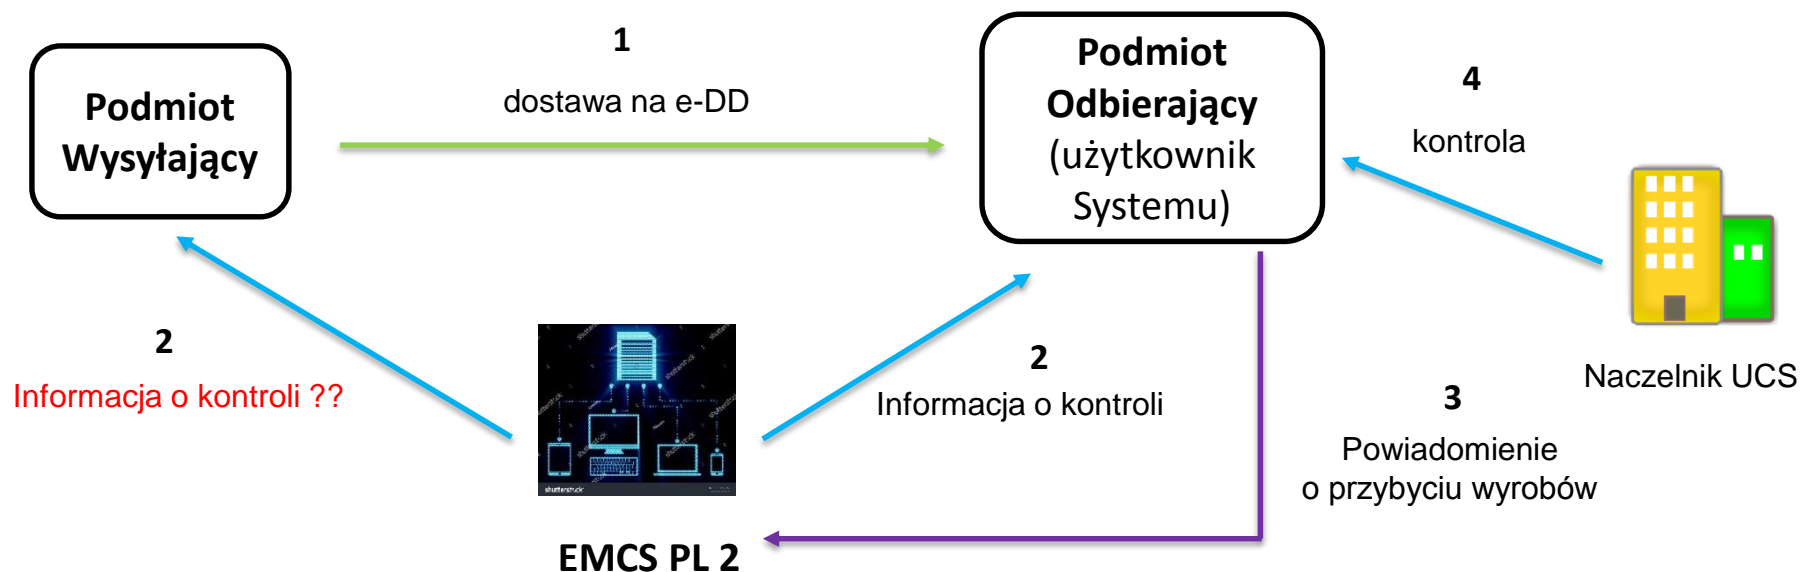 1
dostawa na e-DD
Podmiot
Wysyłający
Podmiot
Odbierający
(użytkownik
Systemu)
4
kontrola
2
Informacja o kontroli ??
2
Informacja o kontroli
Naczelnik UCS
3
Powiadomienie
o przybyciu wyrobów
shutterstock
EMCS PL 2